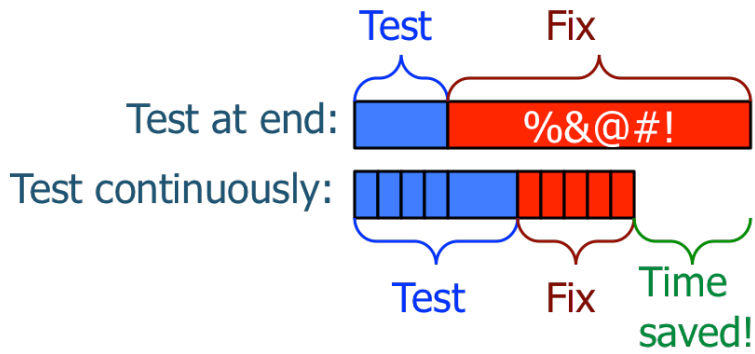 Test Fix
Test at end: %&@#!
Test continuously:
Test Fix Time
saved!